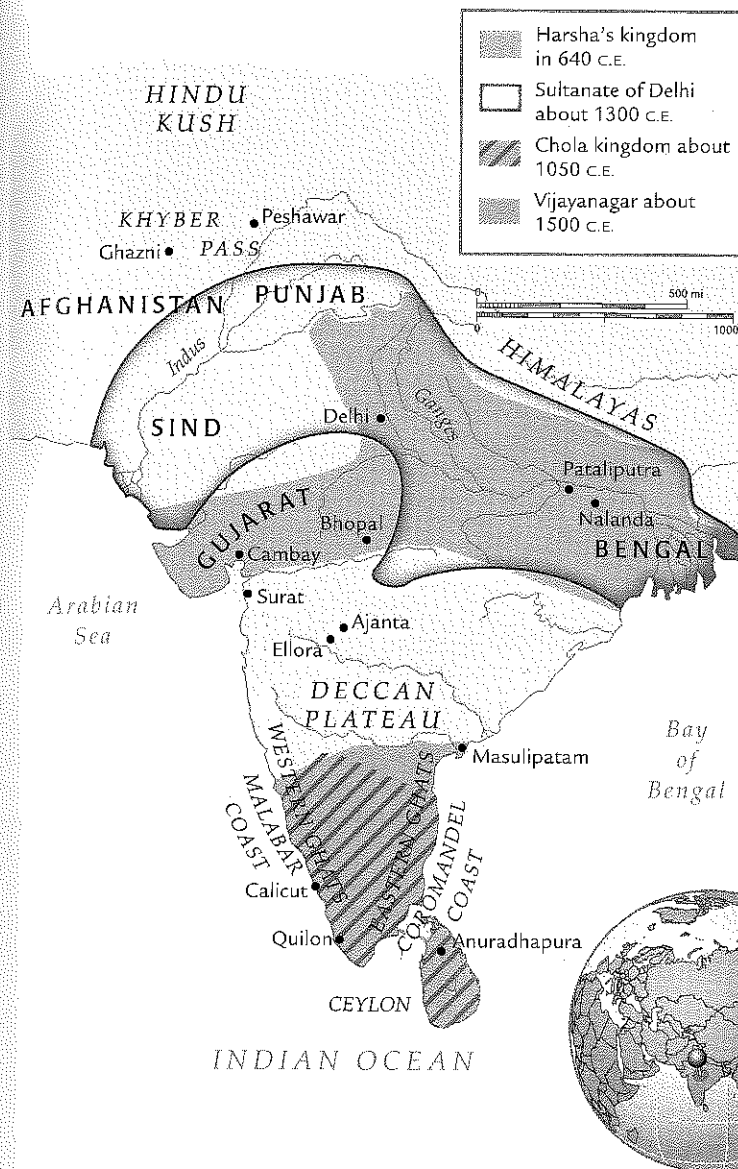 Harsha's kingdom
in 640 C.E.
Sultanate of Delhi
about 1300 C.E.
Chola kingdom about
1050 C.E.
Vijayanagar about
1500 C.E.
HINDU
KUSH
KHYBER
PASS
Peshawar
Ghazni
AFGHANISTAN
PUNJAB
0
500 mi
0
1000
Indus
HIMALAYAS
SIND
Delhi
Ganges
Pataliputra
Nalanda
GUJARAT
Bhopal
BENGAL
Cambay
Arabian
Sea
Surat
Ajanta
Ellora
DECCAN
PLATEAU
Bay
of
Bengal
Masulipatam
WESTERN GHATS
EASTERN GHATS
MALABAR
COAST
COROMANDEL
COAST
Calicut
Quilon
Anuradhapura
CEYLON
INDIAN OCEAN